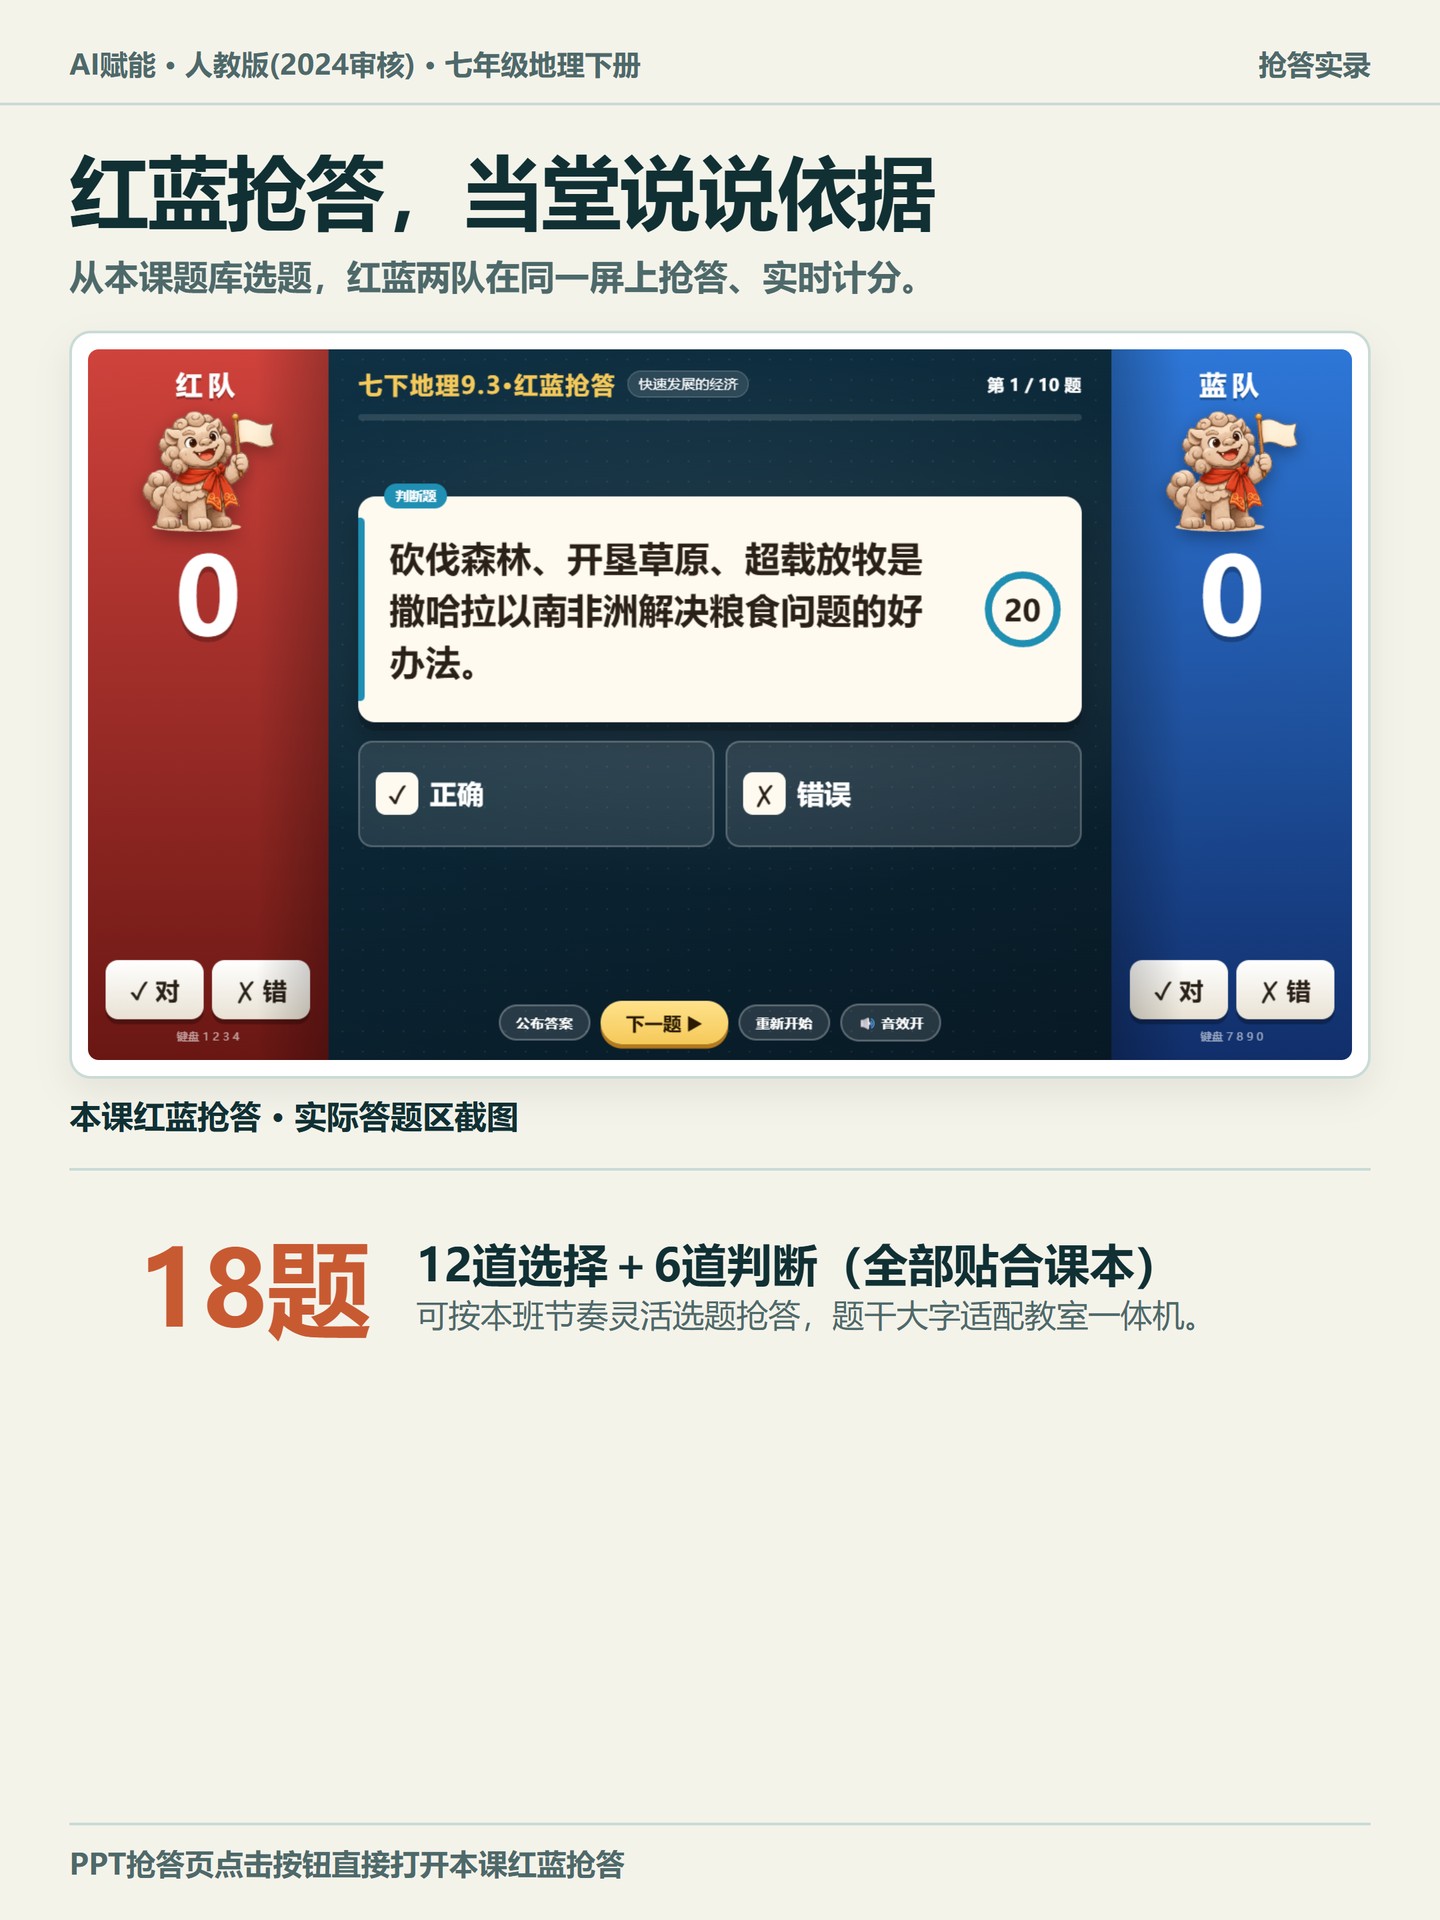 AI赋能 • 人教版(2024审核) • 七年级地理下册
抢答实录
红蓝抢答，当堂说说依据
从本课题库选题，红蓝两队在同一屏上抢答、实时计分。
红队
0
✓ 对
✗ 错
键盘 1 2 3 4
七下地理9.3·红蓝抢答
快速发展的经济
第 1 / 10 题
判断题
砍伐森林、开垦草原、超载放牧是
撒哈拉以南非洲解决粮食问题的好
办法。
20
✓ 正确
✗ 错误
公布答案
下一题 ▶
重新开始
🔊 音效开
蓝队
0
✓ 对
✗ 错
键盘 7 8 9 0
本课红蓝抢答 • 实际答题区截图
18题
12道选择 + 6道判断（全部贴合课本）
可按本班节奏灵活选题抢答，题干大字适配教室一体机。
PPT抢答页点击按钮直接打开本课红蓝抢答